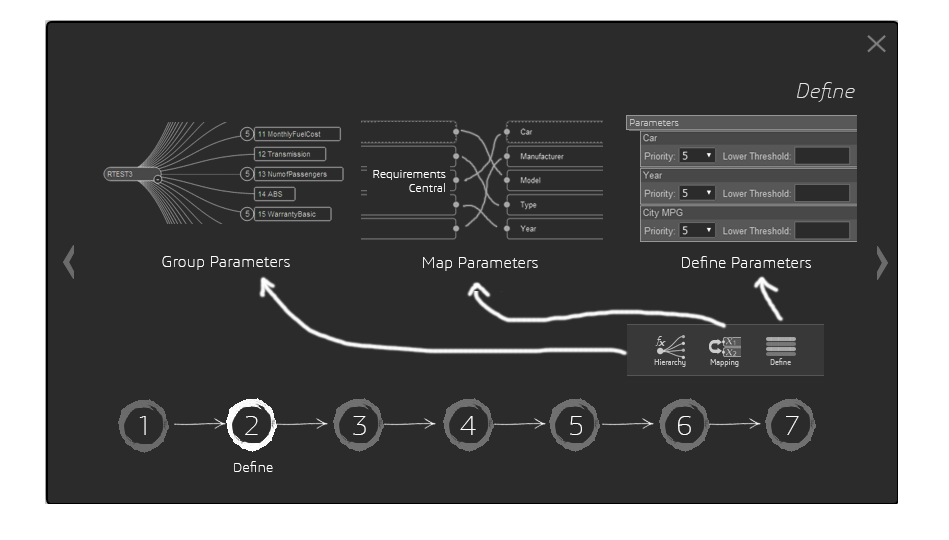 Define
RTEST3
5 11 MonthlyFuelCost
12 Transmission
5 13 NumofPassengers
14 ABS
5 15 WarrantyBasic
Requirements
Central
Car
Manufacturer
Model
Type
Year
Parameters
Car
Priority: 5 Lower Threshold:
Year
Priority: 5 Lower Threshold:
City MPG
Priority: 5 Lower Threshold:
Group Parameters
Map Parameters
Define Parameters
fx
X1
X2
Hierarchy
Mapping
Define
1 2 3 4 5 6 7
Define